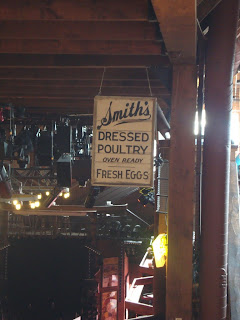 Smith's
DRESSED
POULTRY
OVEN READY
FRESH EGGS